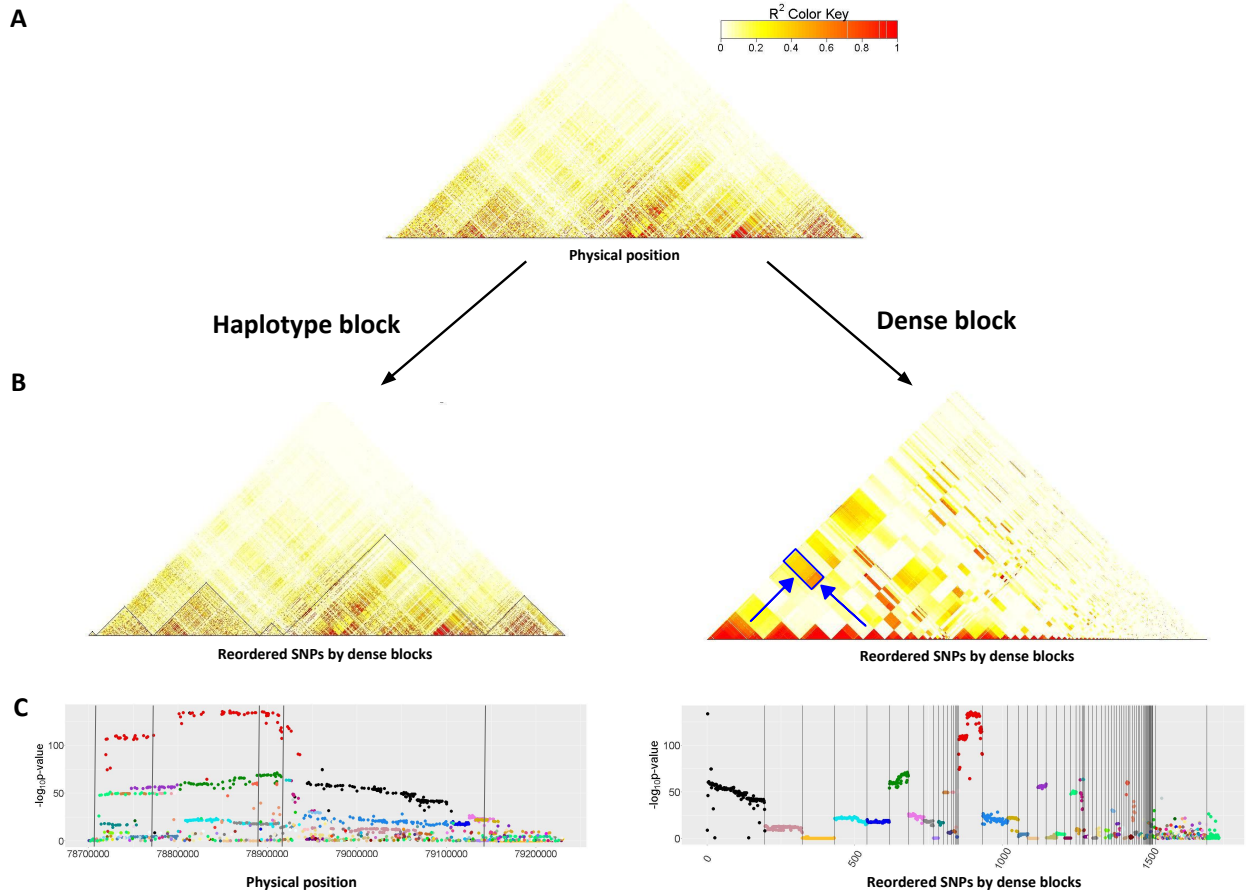 A
R² Color Key
0 0.2 0.4 0.6 0.8 1
Physical position
Haplotype block
Dense block
B
Reordered SNPs by dense blocks
Reordered SNPs by dense blocks
C
-log₁₀p-value
100
50
0
78700000 78800000 78900000 79000000 79100000 79200000
Physical position
-log₁₀p-value
100
50
0
0 500 1000 1500
Reordered SNPs by dense blocks